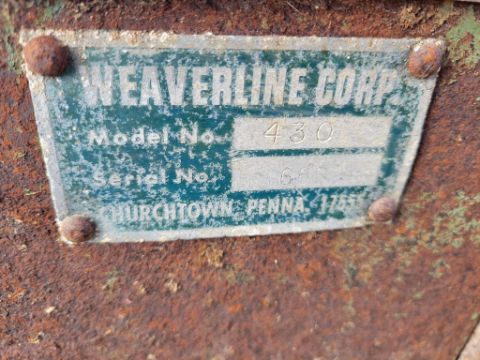 WEAVERLINE CORP.
Model No. 430
Serial No.
CHURCHTOWN, PENNA.